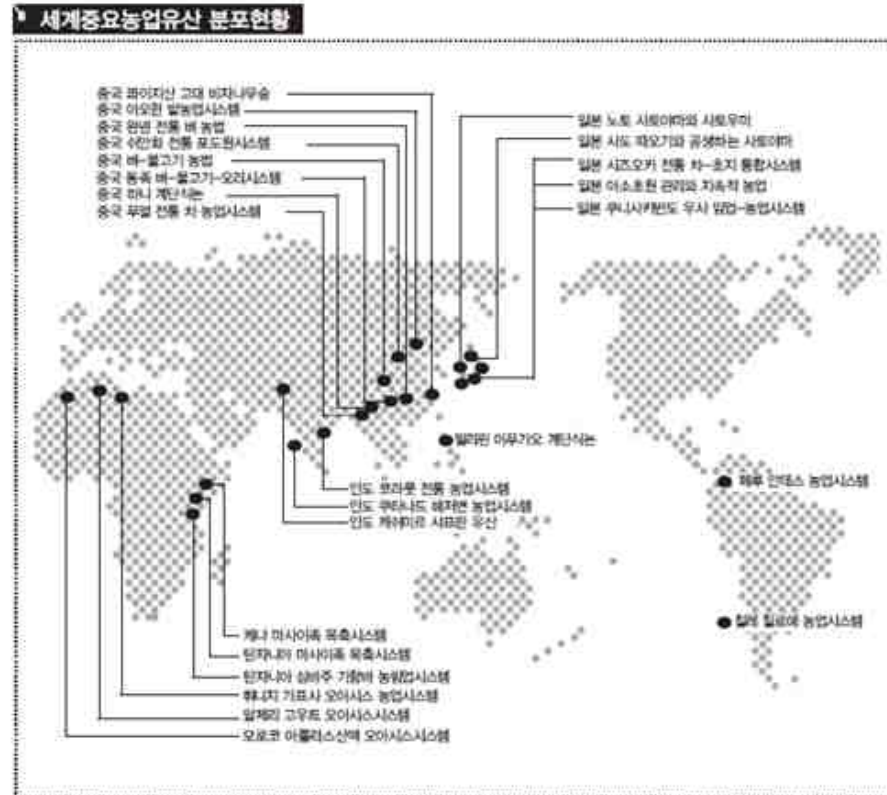 세계중요농업유산 분포현황
중국 콰이지산 고대 비자나무숲
중국 아오한 밭농업시스템
중국 완넨 전통 벼 농법
중국 쉬안화 전통 포도원시스템
중국 벼-물고기 농법
중국 동족 벼-물고기-오리시스템
중국 하니 계단식논
중국 푸얼 전통 차 농업시스템
일본 노토 사토야마와 사토우미
일본 사도 따오기와 공생하는 사토야마
일본 시즈오카 전통 차-초지 통합시스템
일본 아소초원 관리와 지속적 농업
일본 쿠니사키반도 우사 임업-농업시스템
필리핀 이푸가오 계단식논
페루 안데스 농업시스템
인도 코라풋 전통 농업시스템
인도 쿠타나드 해저면 농업시스템
인도 캐쉬미르 샤프란 유산
칠레 칠로에 농업시스템
케냐 마사이족 목축시스템
탄자니아 마사이족 목축시스템
탄자니아 심바주 기함바 농림업시스템
튀니지 가프사 오아시스 농업시스템
알제리 고우트 오아시스시스템
모로코 아틀라스산맥 오아시스시스템